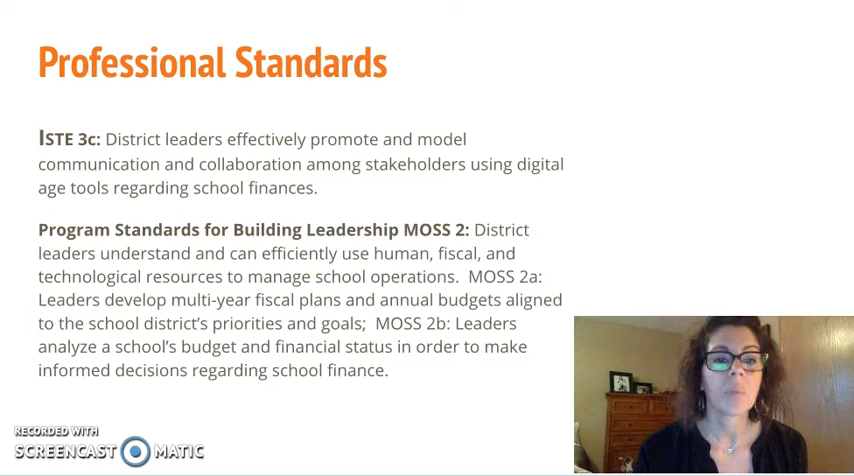 Professional Standards
ISTE 3c: District leaders effectively promote and model
communication and collaboration among stakeholders using digital
age tools regarding school finances.
Program Standards for Building Leadership MOSS 2: District
leaders understand and can efficiently use human, fiscal, and
technological resources to manage school operations.  MOSS 2a:
Leaders develop multi-year fiscal plans and annual budgets aligned
to the school district's priorities and goals;  MOSS 2b: Leaders
analyze a school's budget and financial status in order to make
informed decisions regarding school finance.
RECORDED WITH
SCREENCAST MATIC